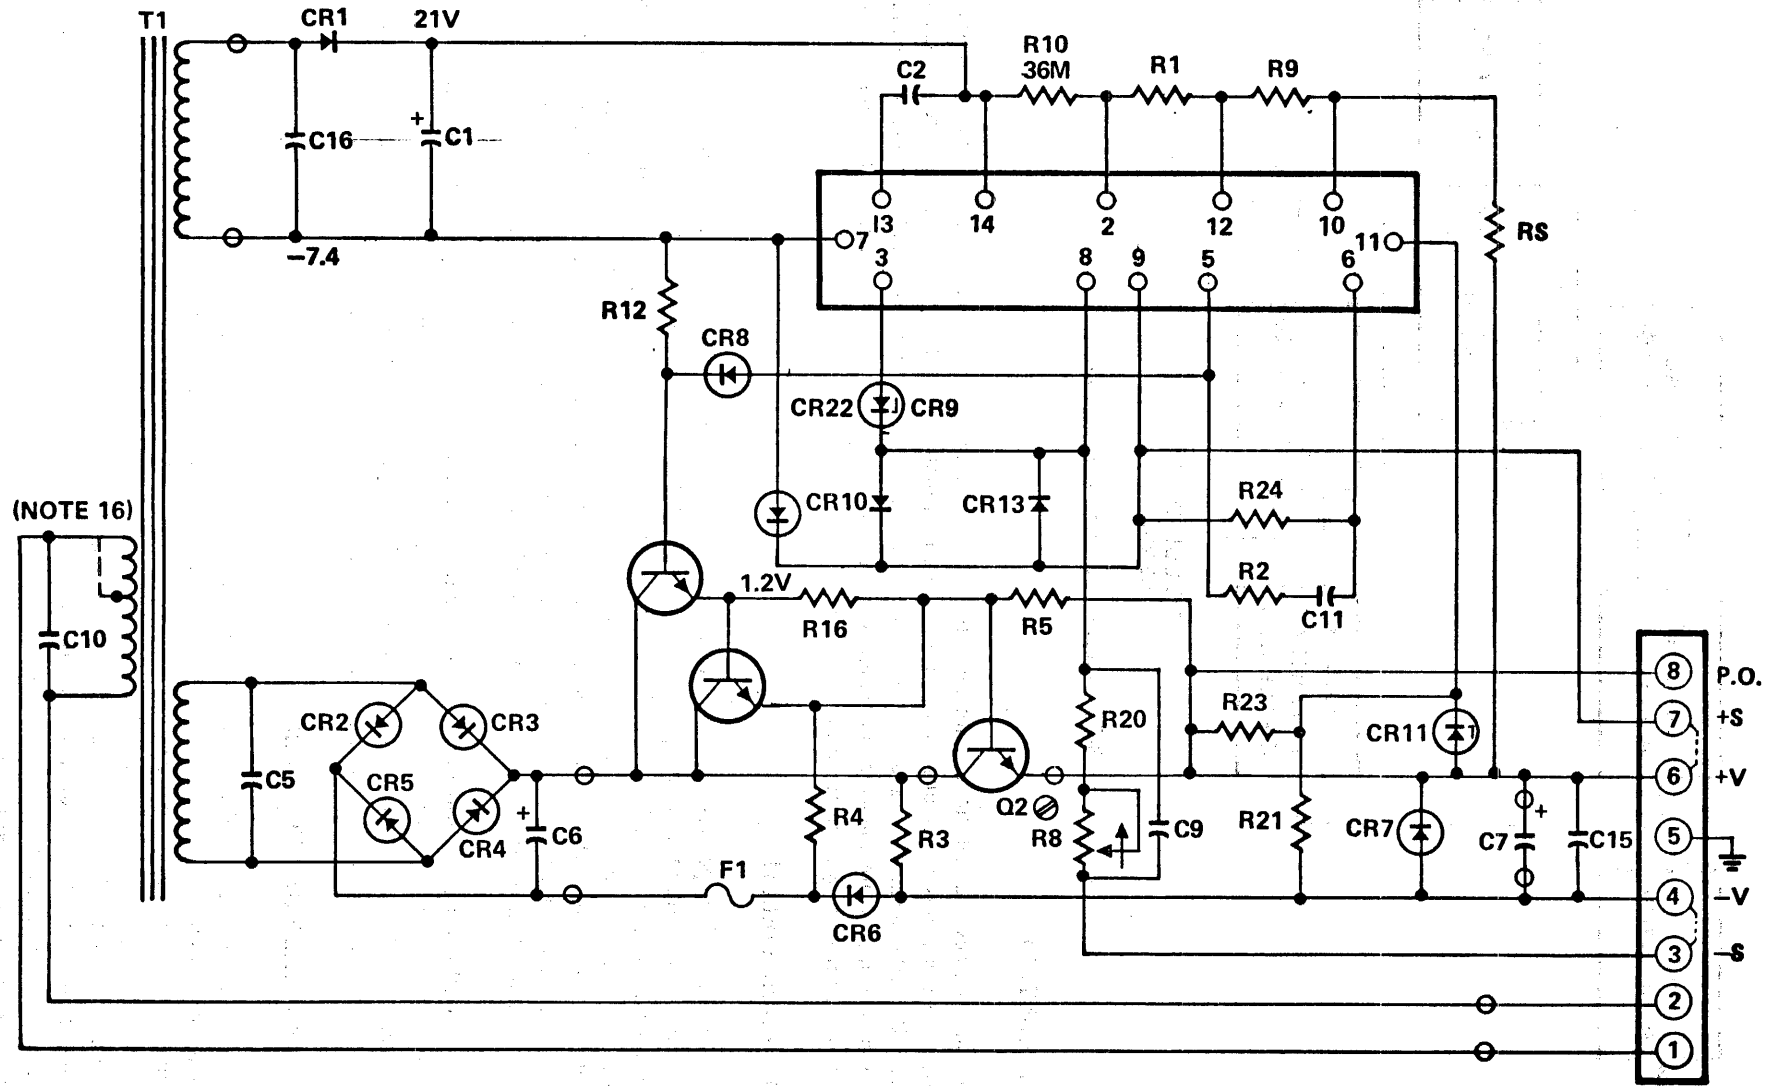 T1
CR1
21V
R10
36M
C2
R1
R9
C16
+
C1
13
14
2
12
10
RS
7
11
-7.4
3
8
9
5
6
R12
CR8
CR22
CR9
CR10
CR13
R24
(NOTE 16)
R2
1.2V
C11
R16
R5
C10
8
P.O.
CR2
CR3
R20
R23
7
+S
CR11
C5
CR5
6
+V
+
C6
CR4
Q2
R4
R3
R8
C9
R21
CR7
+
C7
C15
5
F1
4
-V
CR6
3
-S
2
1